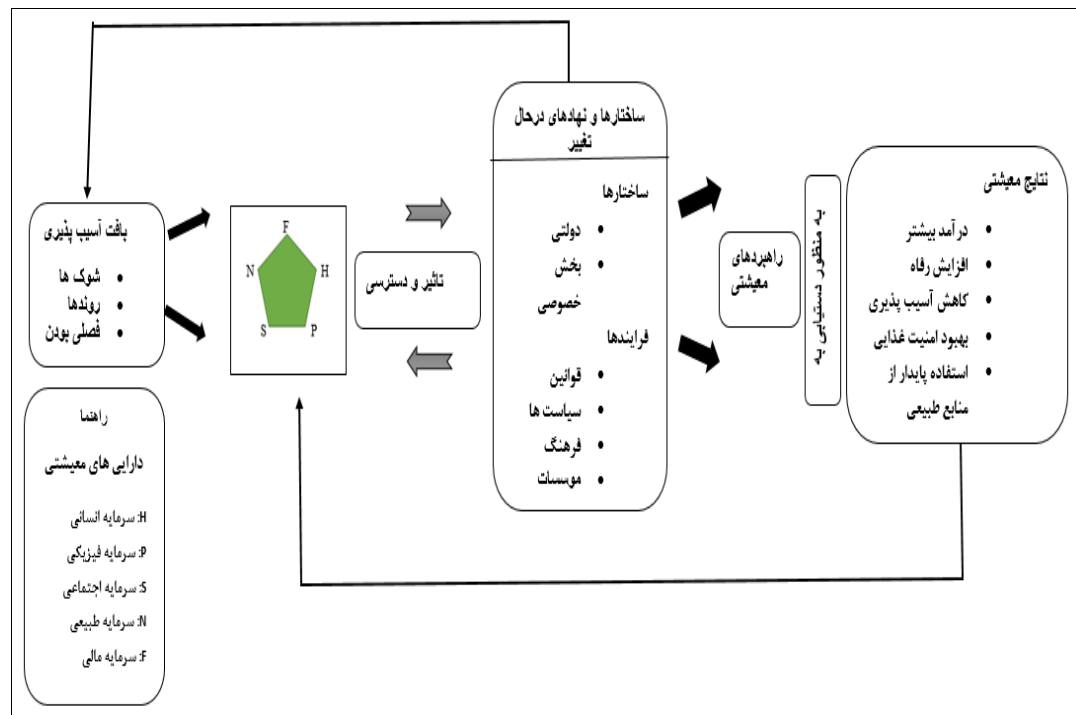 بافت آسیب پذیری
شوک ها
روندها
فصلی بودن
راهنما
دارایی های معیشتی
H: سرمایه انسانی
P: سرمایه فیزیکی
S: سرمایه اجتماعی
N: سرمایه طبیعی
F: سرمایه مالی
F
N
H
S
P
تاثیر و دسترسی
ساختارها و نهادهای درحال
تغییر
ساختارها
دولتی
بخش
خصوصی
فرایندها
قوانین
سیاست ها
فرهنگ
موسسات
راهبردهای
معیشتی
به منظور دستیابی به
نتایج معیشتی
درآمد بیشتر
افزایش رفاه
کاهش آسیب پذیری
بهبود امنیت غذایی
استفاده پایدار از
منابع طبیعی